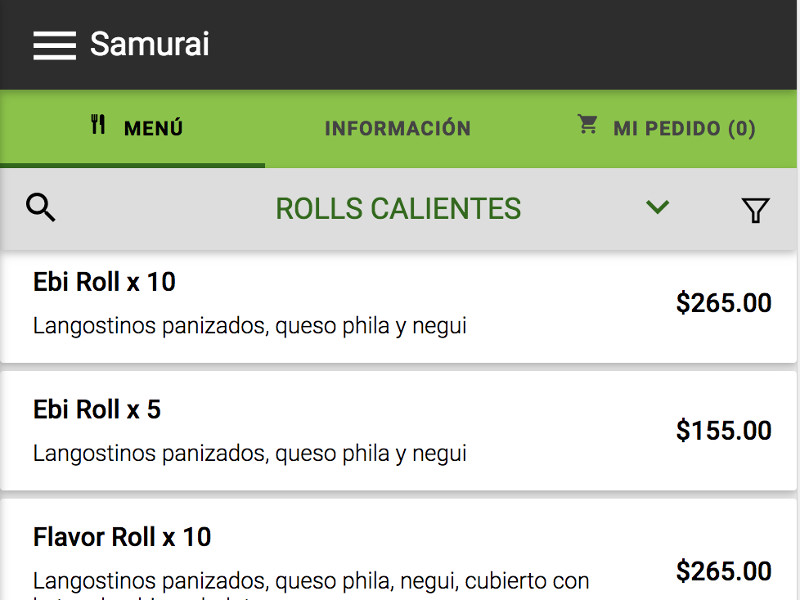 Samurai
MENÚ
INFORMACIÓN
MI PEDIDO (0)
ROLLS CALIENTES
Ebi Roll x 10
$265.00
Langostinos panizados, queso phila y negui
Ebi Roll x 5
$155.00
Langostinos panizados, queso phila y negui
Flavor Roll x 10
$265.00
Langostinos panizados, queso phila, negui, cubierto con